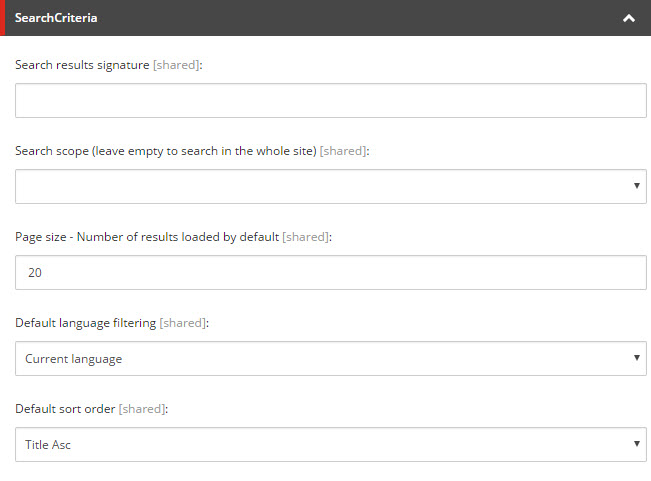 SearchCriteria
Search results signature [shared]:
Search scope (leave empty to search in the whole site) [shared]:
Page size - Number of results loaded by default [shared]:
20
Default language filtering [shared]:
Current language
Default sort order [shared]:
Title Asc